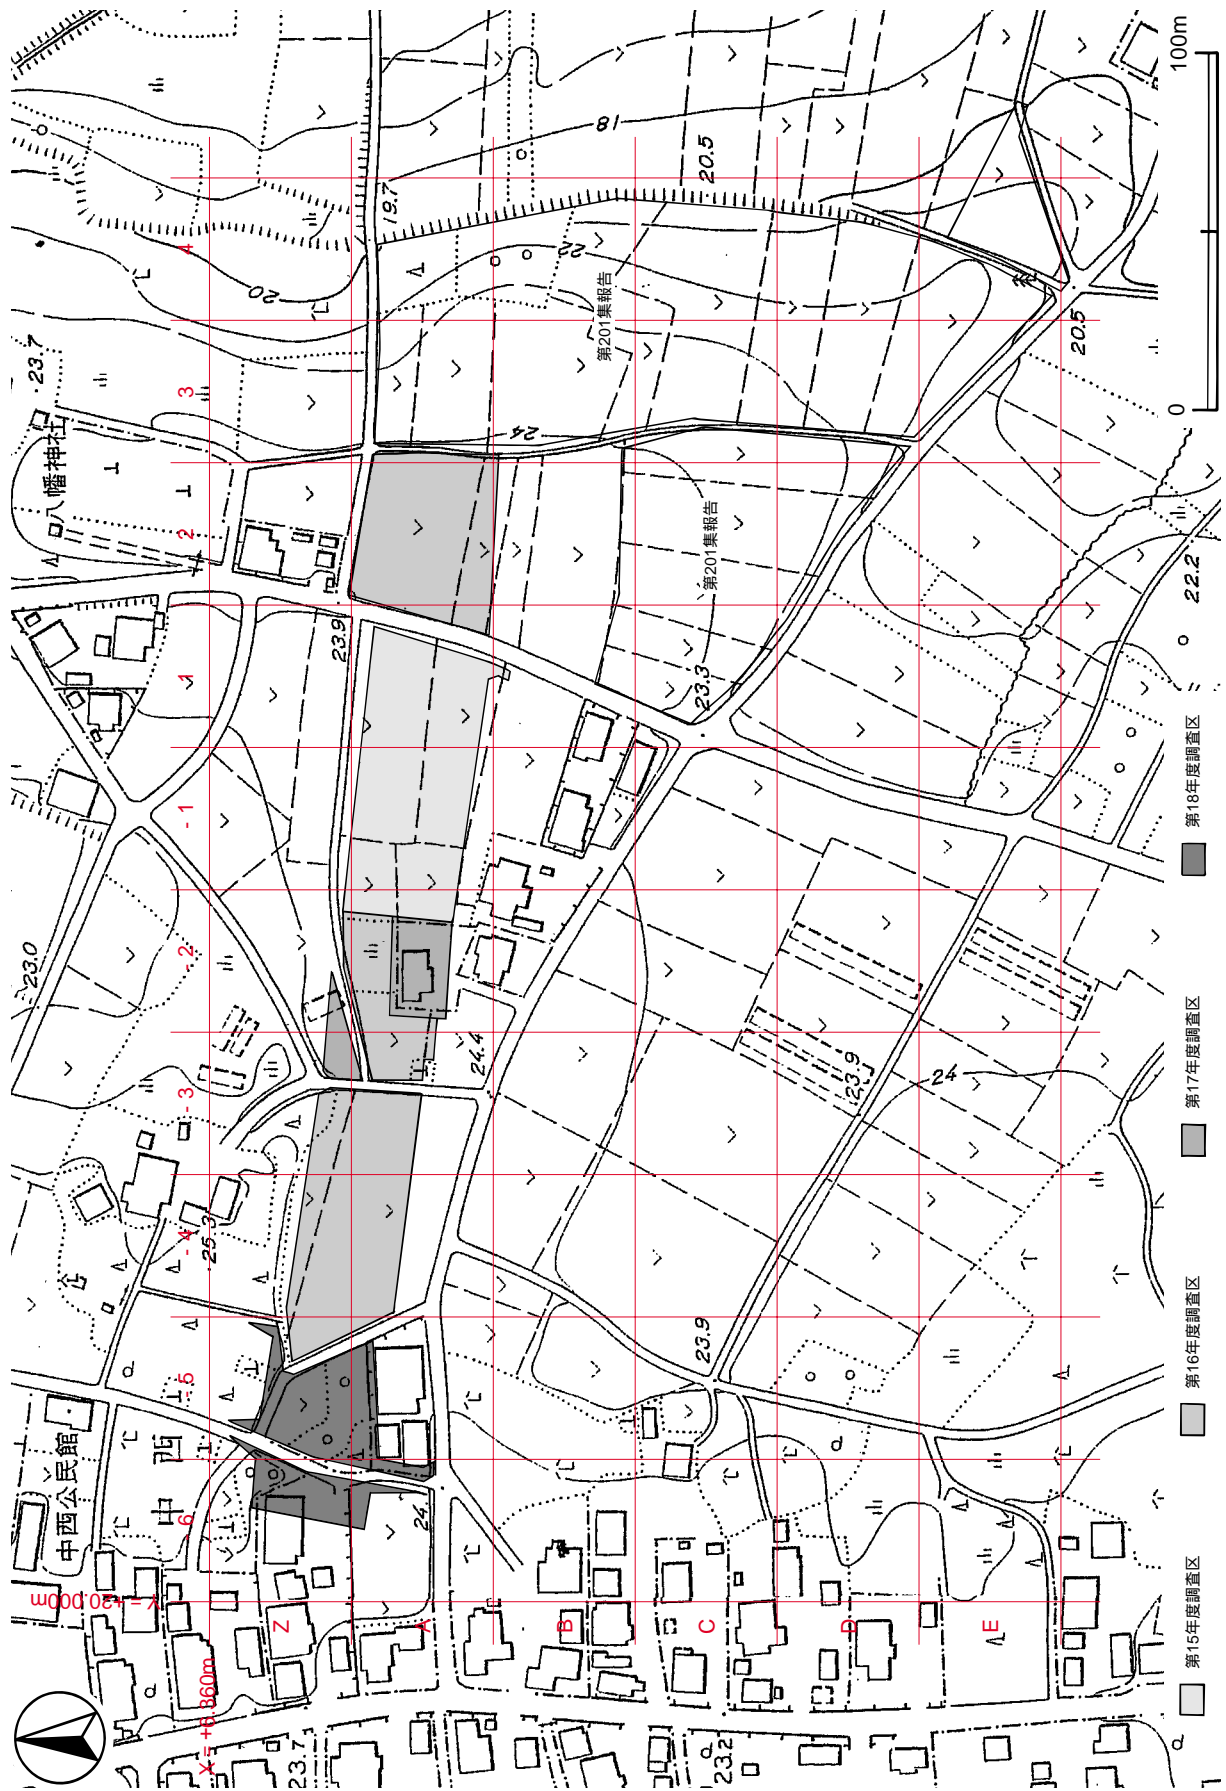 100m
0
18
20.5
19.7
4
20
22
第201集報告
20.5
3
23.7
八幡神社
24
2
第201集報告
22.2
23.9
1
23.3
- 1
第18年度調査区
23.0
- 2
24.4
23.9
24
第17年度調査区
- 3
- 4
25.3
23.9
第16年度調査区
- 5
中西公民館
中西
- 6
24
Y = +20.000m
Z
A
B
C
D
E
第15年度調査区
X = +6.360m
23.7
23.2